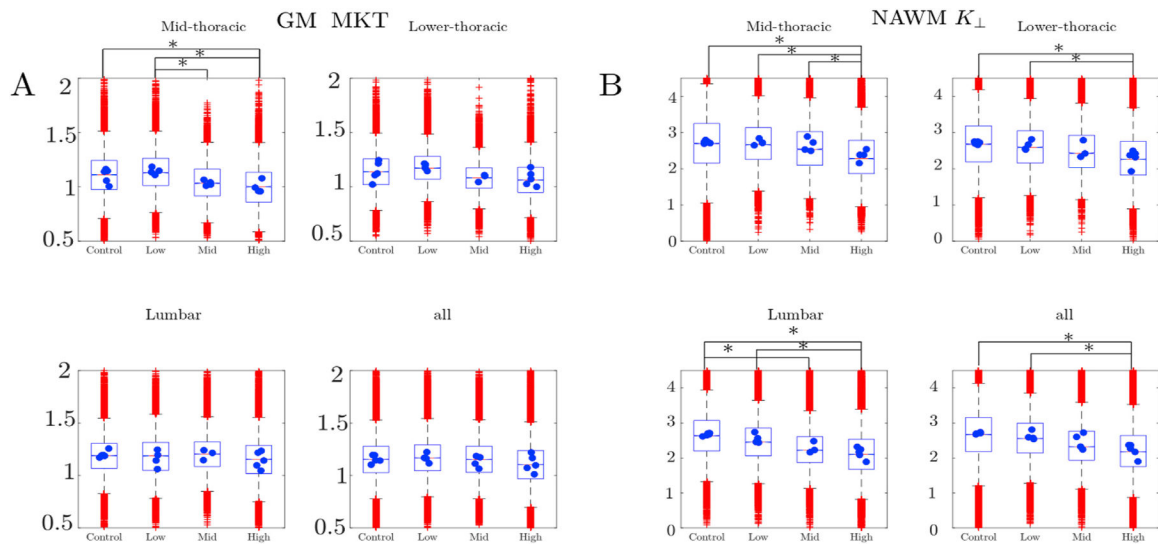 GM MKT
NAWM K⊥
Mid-thoracic Lower-thoracic
Mid-thoracic Lower-thoracic
A
B
* * *
* * *
* *
2 2
1.5 1.5
1 1
0.5 0.5
4 4
3 3
2 2
1 1
0 0
Control Low Mid High Control Low Mid High
Control Low Mid High Control Low Mid High
Lumbar all
Lumbar all
* * *
* *
2 2
1.5 1.5
1 1
0.5 0.5
4 4
3 3
2 2
1 1
0 0
Control Low Mid High Control Low Mid High
Control Low Mid High Control Low Mid High